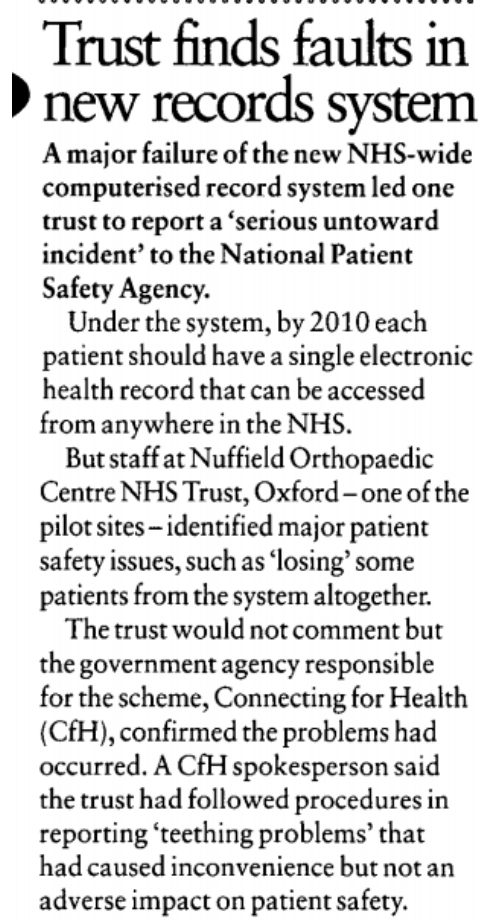 Trust finds faults in
new records system
A major failure of the new NHS-wide
computerised record system led one
trust to report a ‘serious untoward
incident’ to the National Patient
Safety Agency.
Under the system, by 2010 each
patient should have a single electronic
health record that can be accessed
from anywhere in the NHS.
But staff at Nuffield Orthopaedic
Centre NHS Trust, Oxford – one of the
pilot sites – identified major patient
safety issues, such as ‘losing’ some
patients from the system altogether.
The trust would not comment but
the government agency responsible
for the scheme, Connecting for Health
(CfH), confirmed the problems had
occurred. A CfH spokesperson said
the trust had followed procedures in
reporting ‘teething problems’ that
had caused inconvenience but not an
adverse impact on patient safety.